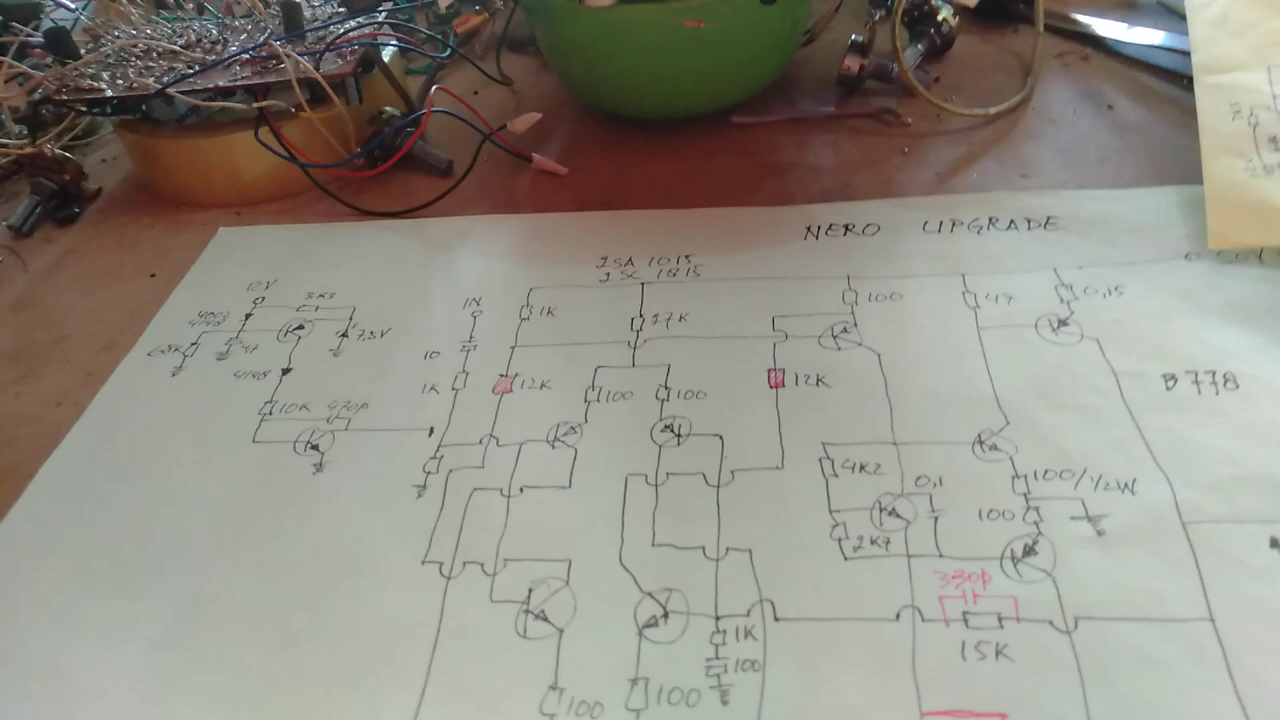 NERO UPGRADE
2SA 1015
2SC 1815
12V
3K3
4148
68K
47
7,5V
4148
10K
470p
IN
10
1K
1K
12K
27K
100
100
100
12K
47
0,15
B778
4K2
0,1
2K7
100/1/2W
100
330p
15K
1K
100
100
100